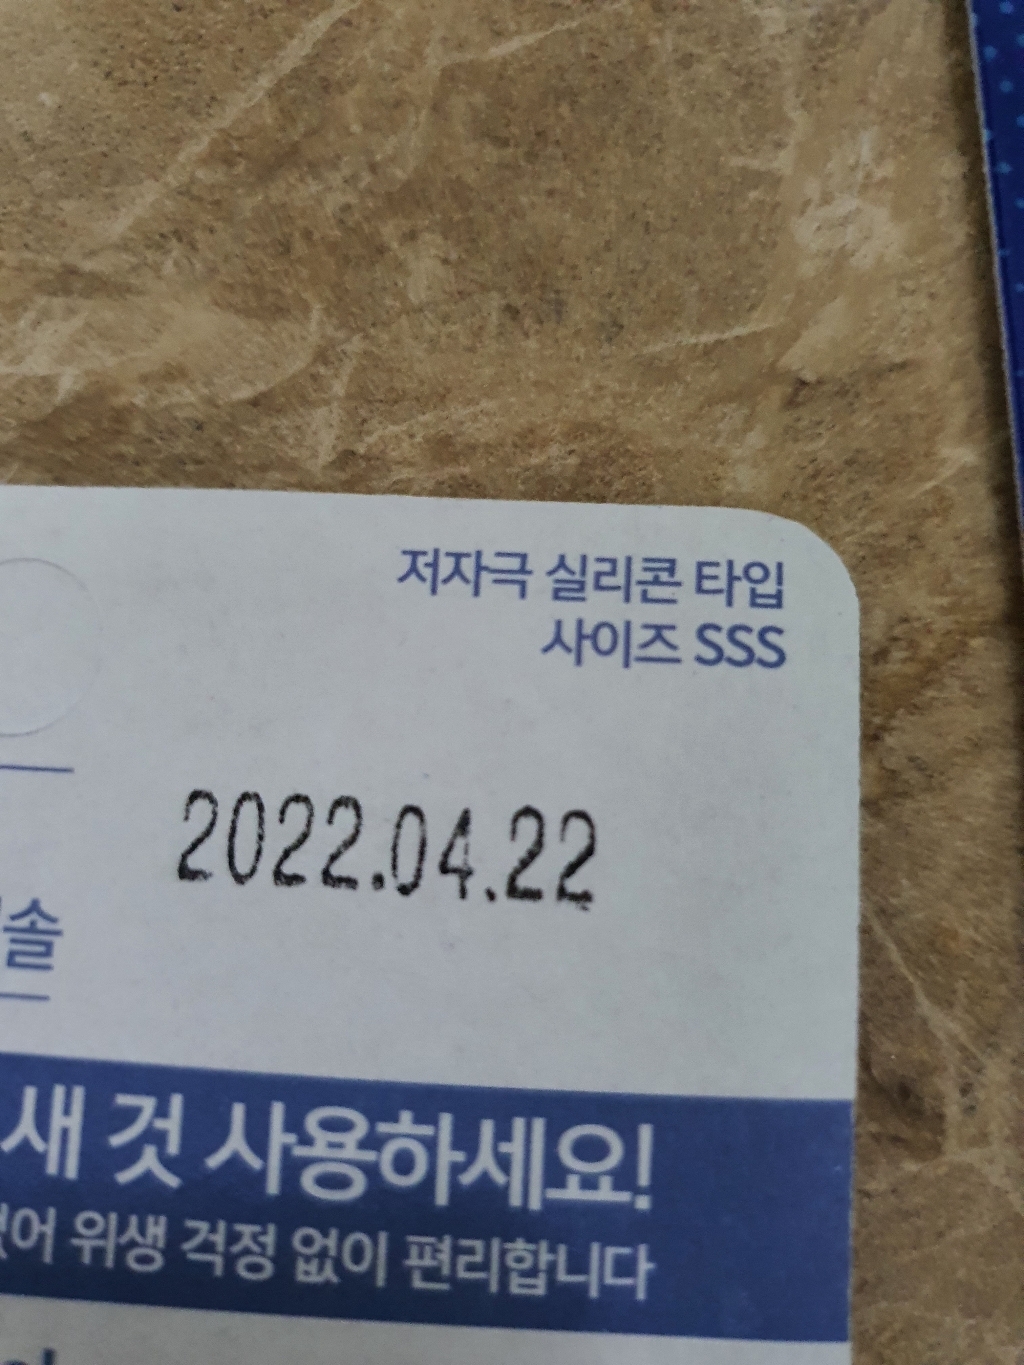 저자극 실리콘 타입
사이즈 SSS
2022.04.22
솔
새 것 사용하세요!
위생 걱정 없이 편리합니다